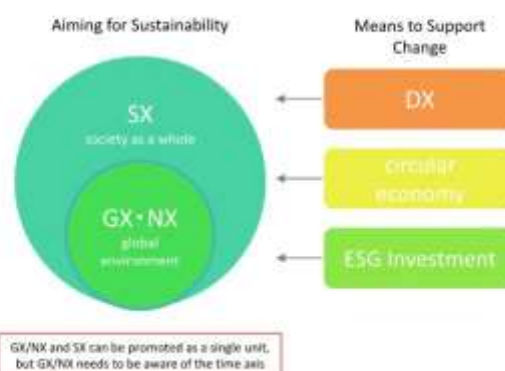 Aiming for Sustainability
Means to Support
Change
SX
society as a whole
GX・NX
global
environment
DX
circular
economy
ESG Investment
GX/NX and SX can be promoted as a single unit,
but GX/NX needs to be aware of the time axis